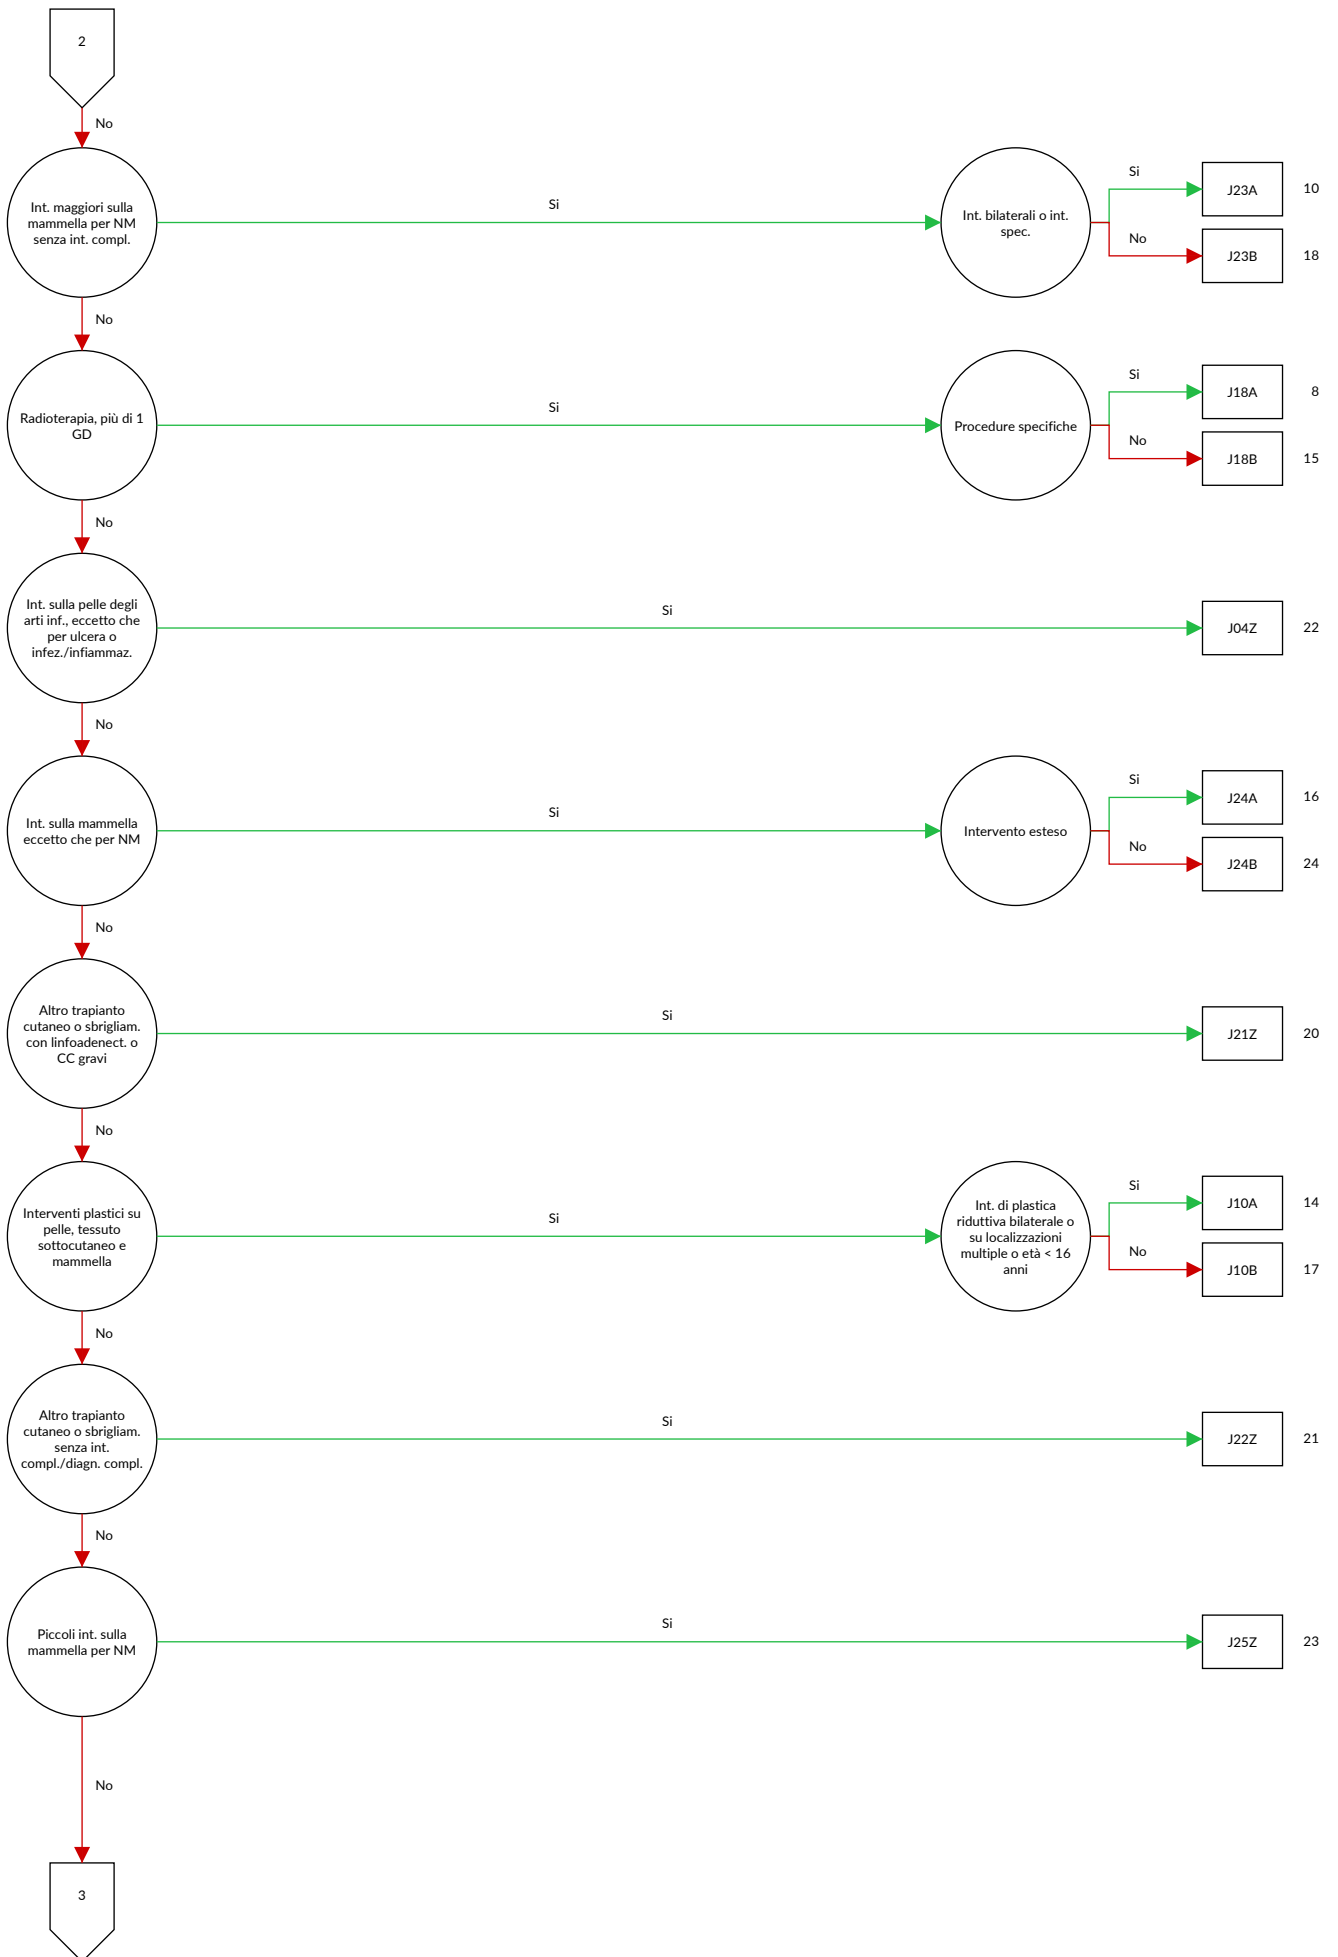 2
No
Int. maggiori sulla
mammella per NM
senza int. compl.
Si
Int. bilaterali o int.
spec.
Si
J23A
10
No
J23B
18
No
Radioterapia, più di 1
GD
Si
Procedure specifiche
Si
J18A
8
No
J18B
15
No
Int. sulla pelle degli
arti inf., eccetto che
per ulcera o
infez./infiammaz.
Si
J04Z
22
No
Int. sulla mammella
eccetto che per NM
Si
Intervento esteso
Si
J24A
16
No
J24B
24
No
Altro trapianto
cutaneo o sbrigliam.
con linfoadenect. o
CC gravi
Si
J21Z
20
No
Interventi plastici su
pelle, tessuto
sottocutaneo e
mammella
Si
Int. di plastica
riduttiva bilaterale o
su localizzazioni
multiple o età < 16
anni
Si
J10A
14
No
J10B
17
No
Altro trapianto
cutaneo o sbrigliam.
senza int.
compl./diagn. compl.
Si
J22Z
21
No
Piccoli int. sulla
mammella per NM
Si
J25Z
23
No
3